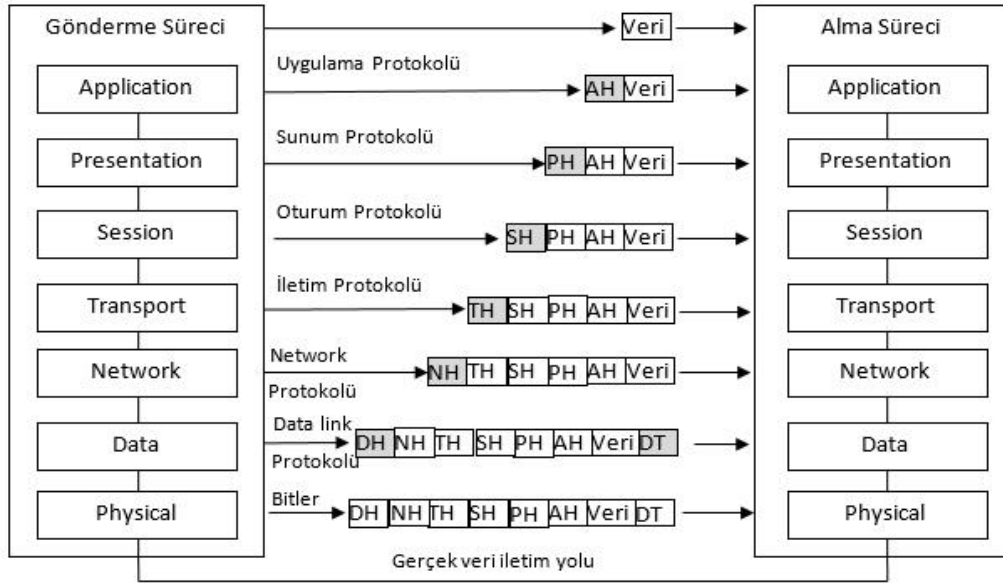 Gönderme Süreci Veri Alma Süreci
Uygulama Protokolü
Application AH Veri Application
Sunum Protokolü
Presentation PH AH Veri Presentation
Oturum Protokolü
Session SH PH AH Veri Session
İletim Protokolü
Transport TH SH PH AH Veri Transport
Network
Network NH TH SH PH AH Veri Network
Protokolü
Data link
Data DH NH TH SH PH AH Veri DT Data
Protokolü
Bitler
Physical DH NH TH SH PH AH Veri DT Physical
Gerçek veri iletim yolu